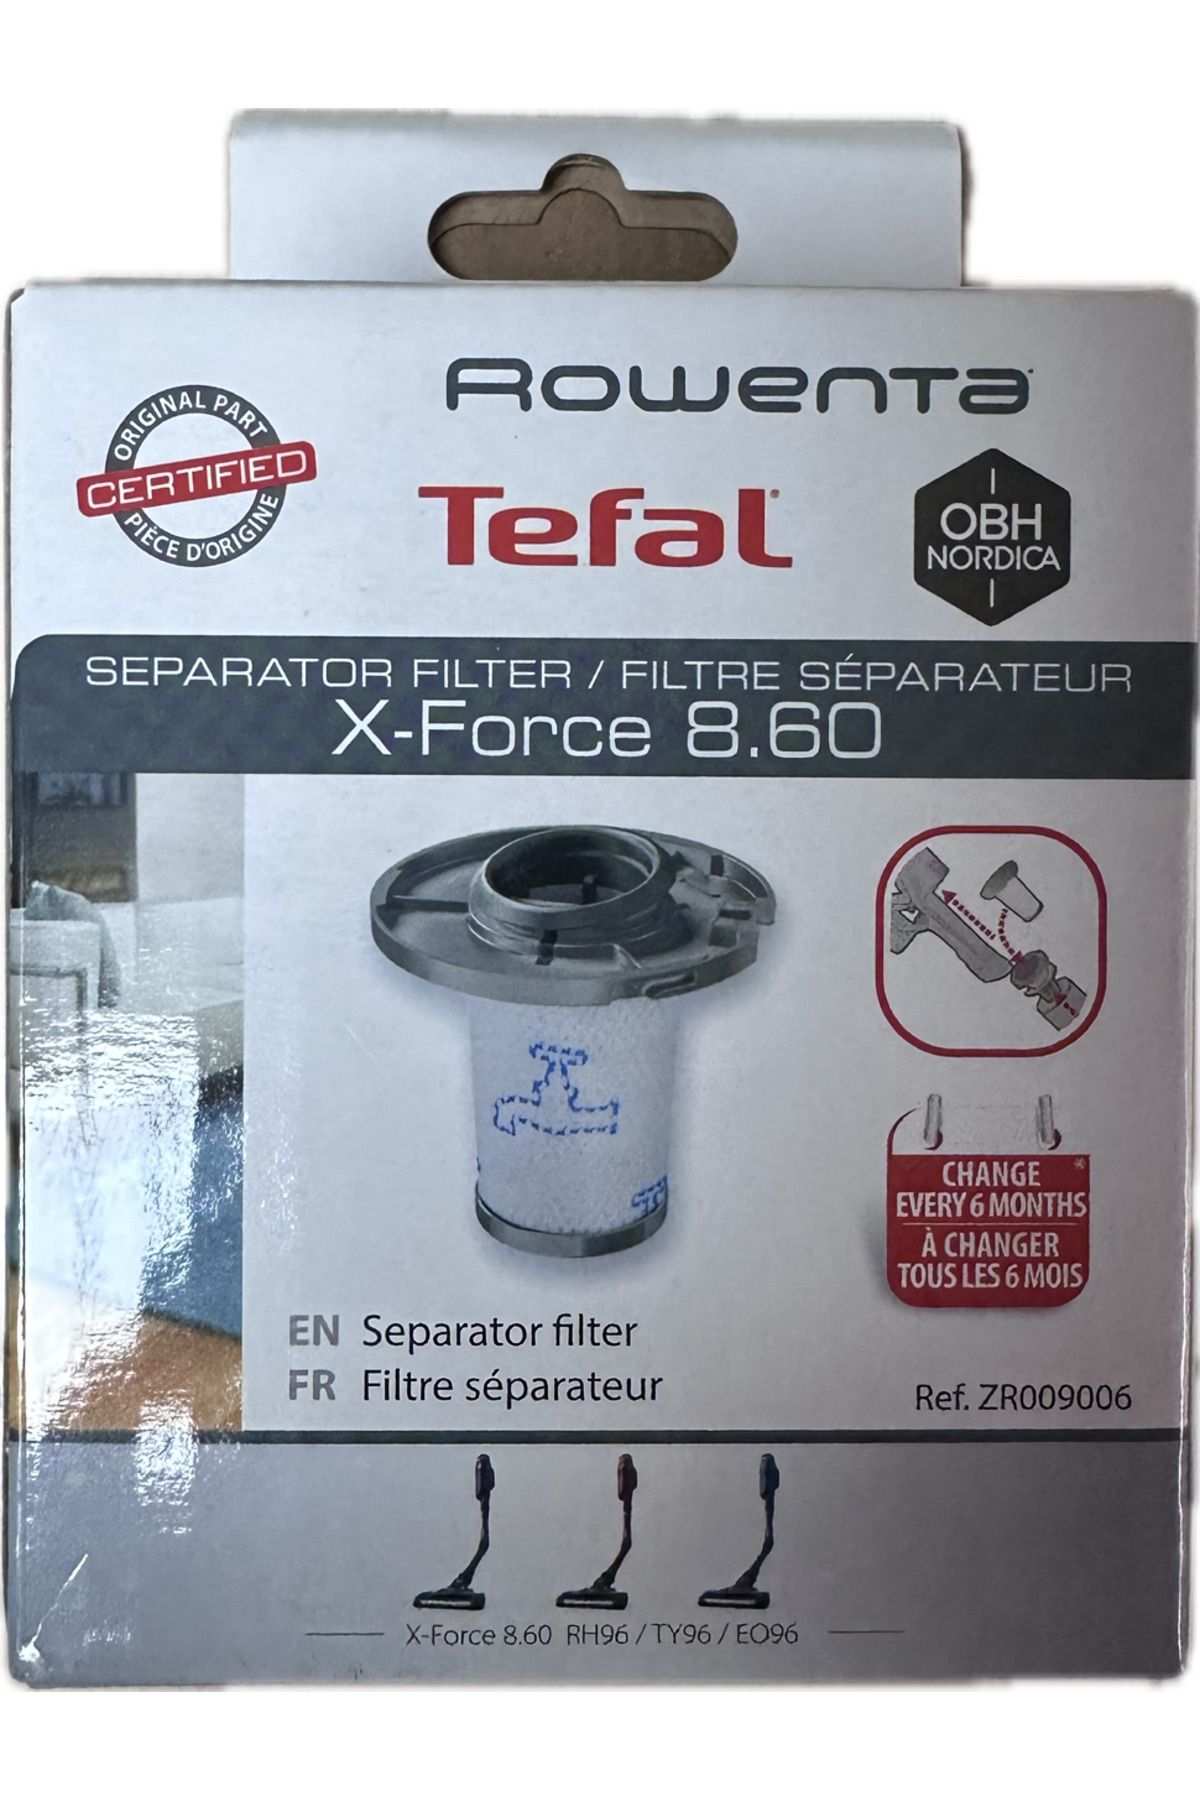 Rowenta
ORIGINAL PART
CERTIFIED
PIÈCE D'ORIGINE
Tefal
OBH
NORDICA
SEPARATOR FILTER / FILTRE SÉPARATEUR
X-Force 8.60
CHANGE *
EVERY 6 MONTHS
À CHANGER
TOUS LES 6 MOIS
EN Separator filter
FR Filtre séparateur
Ref. ZR009006
X-Force 8.60 RH96 / TY96 / EO96